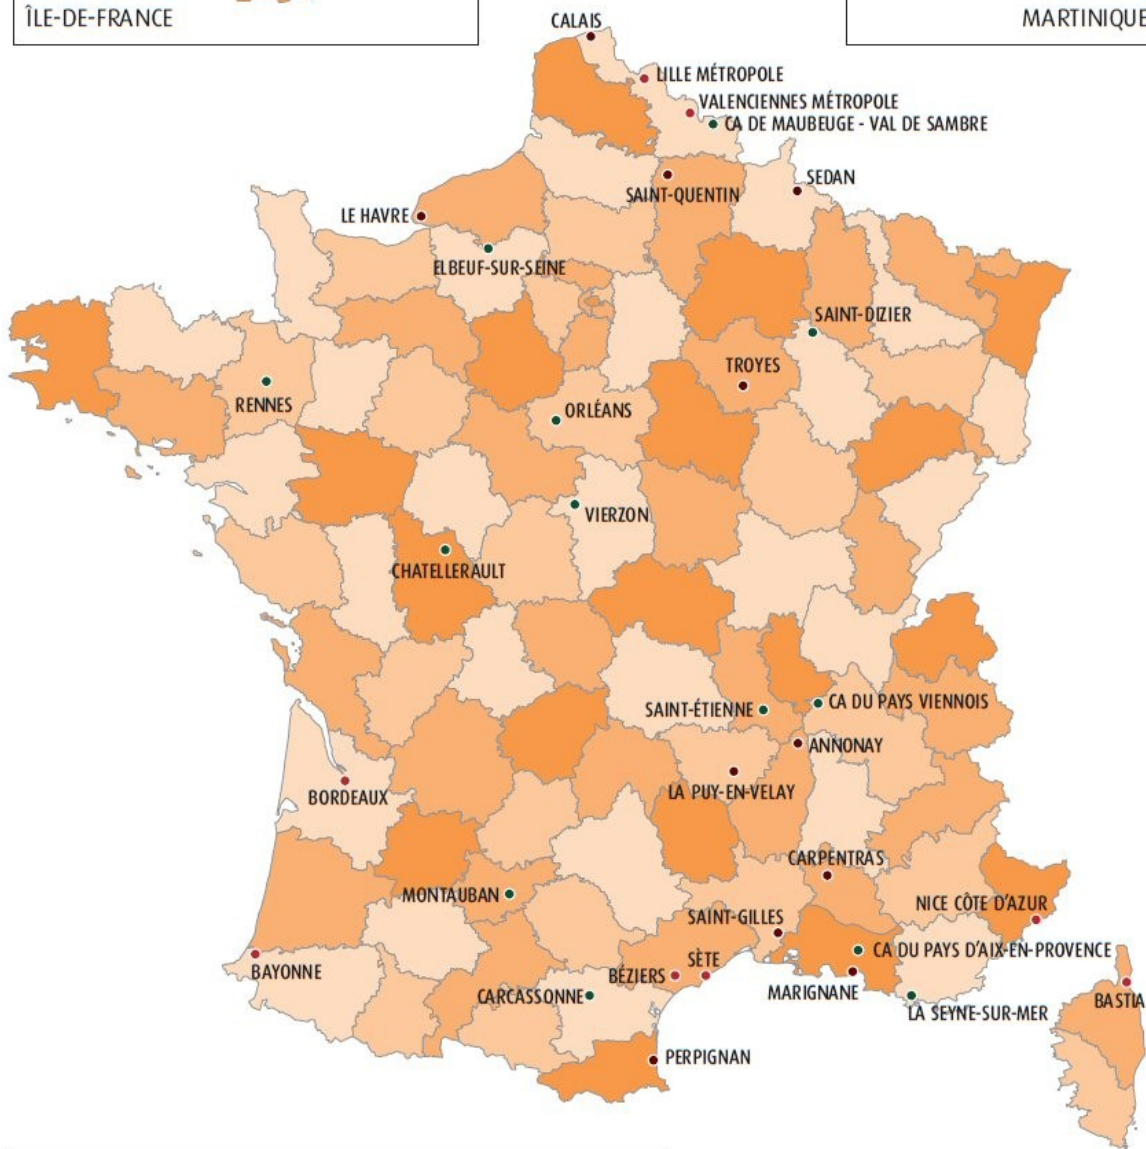 ÎLE-DE-FRANCE
MARTINIQUE
CALAIS
LILLE MÉTROPOLE
VALENCIENNES MÉTROPOLE
CA DE MAUBEUGE - VAL DE SAMBRE
SEDAN
SAINT-QUENTIN
LE HAVRE
ELBEUF-SUR-SEINE
SAINT-DIZIER
TROYES
RENNES
ORLÉANS
VIERZON
CHATELLERAULT
SAINT-ÉTIENNE
CA DU PAYS VIENNOIS
ANNONAY
LA PUY-EN-VELAY
BORDEAUX
CARPENTRAS
MONTAUBAN
NICE CÔTE D'AZUR
SAINT-GILLES
CA DU PAYS D'AIX-EN-PROVENCE
BAYONNE
BÉZIERS
SÈTE
MARIGNANE
CARCASSONNE
LA SEYNE-SUR-MER
BASTIA
PERPIGNAN